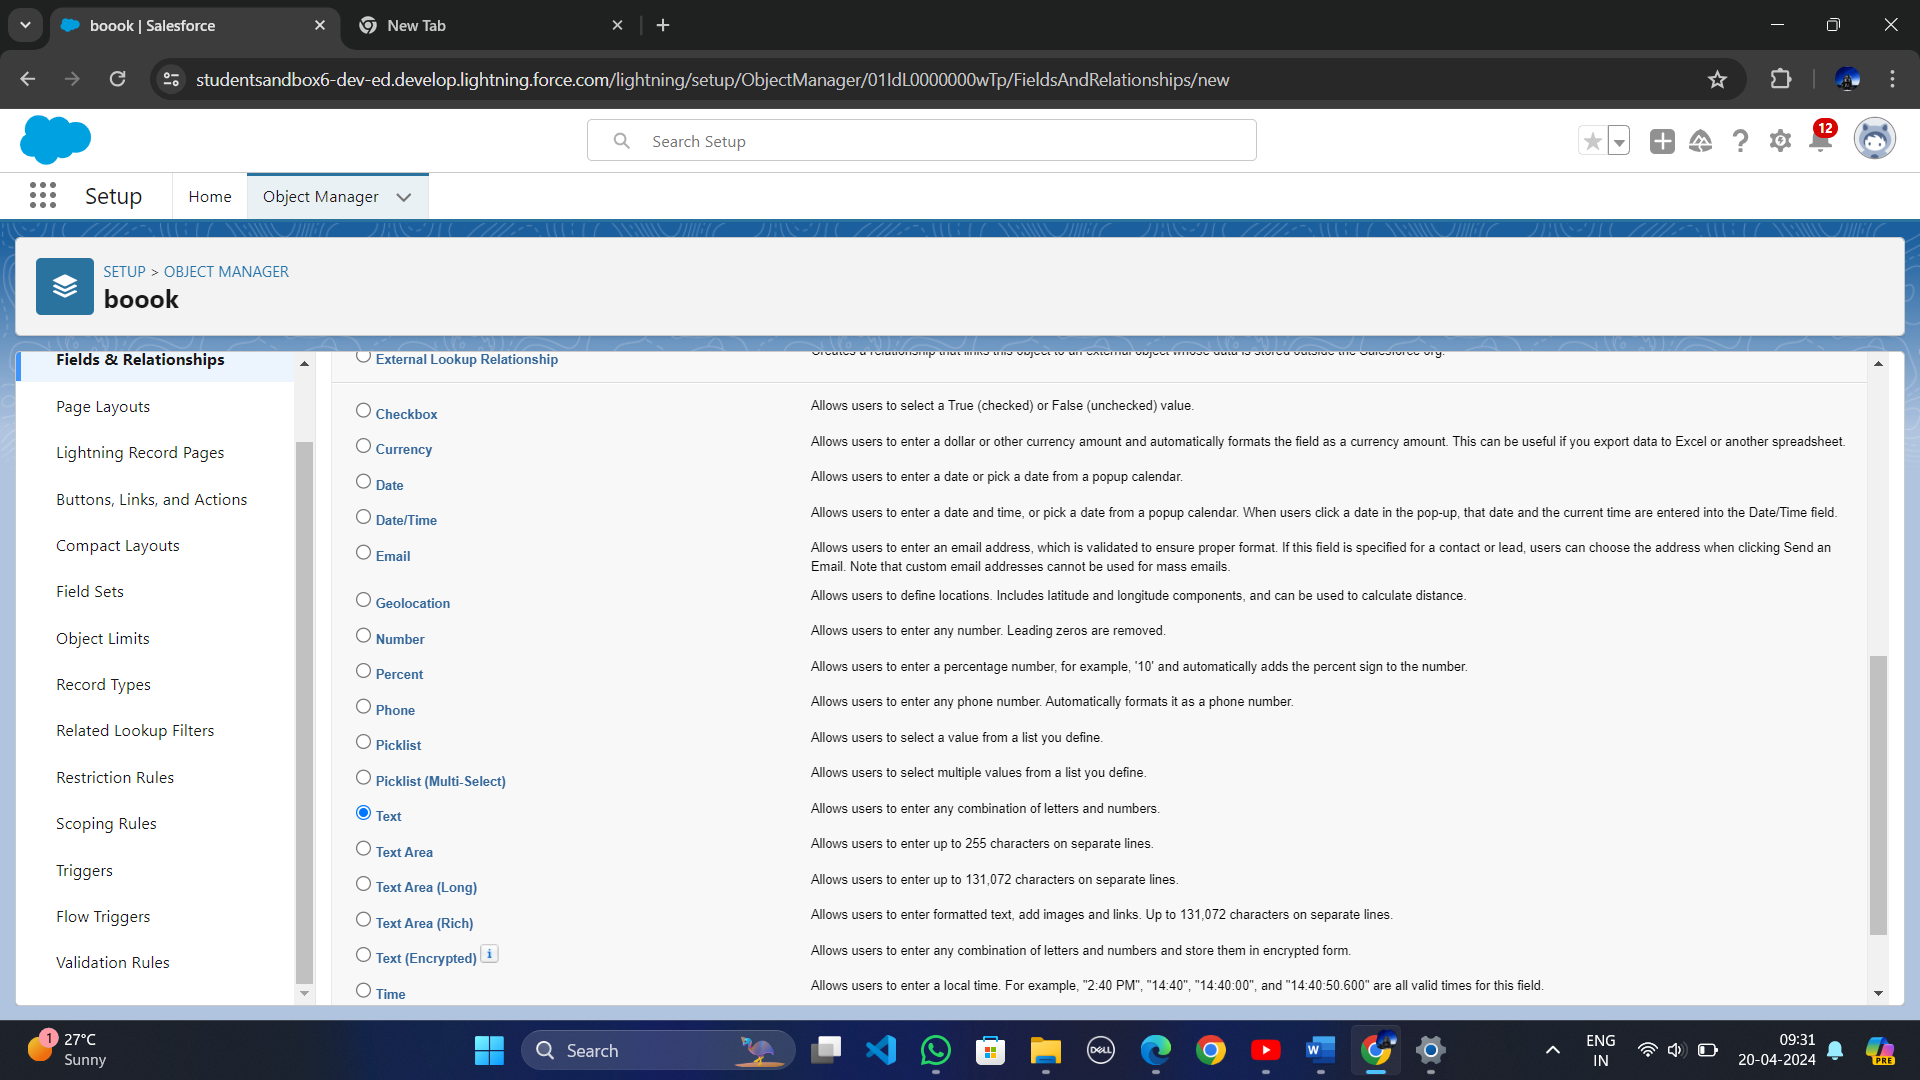 boook | Salesforce
New Tab
studentsandbox6-dev-ed.develop.lightning.force.com/lightning/setup/ObjectManager/01IdL0000000wTp/FieldsAndRelationships/new
Search Setup
12
Setup
Home
Object Manager
SETUP > OBJECT MANAGER
boook
Fields & Relationships
Page Layouts
Lightning Record Pages
Buttons, Links, and Actions
Compact Layouts
Field Sets
Object Limits
Record Types
Related Lookup Filters
Restriction Rules
Scoping Rules
Triggers
Flow Triggers
Validation Rules
External Lookup Relationship
Creates a relationship that links this object to an external object whose data is stored outside the Salesforce org.
Checkbox
Allows users to select a True (checked) or False (unchecked) value.
Currency
Allows users to enter a dollar or other currency amount and automatically formats the field as a currency amount. This can be useful if you export data to Excel or another spreadsheet.
Date
Allows users to enter a date or pick a date from a popup calendar.
Date/Time
Allows users to enter a date and time, or pick a date from a popup calendar. When users click a date in the pop-up, that date and the current time are entered into the Date/Time field.
Email
Allows users to enter an email address, which is validated to ensure proper format. If this field is specified for a contact or lead, users can choose the address when clicking Send an
Email. Note that custom email addresses cannot be used for mass emails.
Geolocation
Allows users to define locations. Includes latitude and longitude components, and can be used to calculate distance.
Number
Allows users to enter any number. Leading zeros are removed.
Percent
Allows users to enter a percentage number, for example, '10' and automatically adds the percent sign to the number.
Phone
Allows users to enter any phone number. Automatically formats it as a phone number.
Picklist
Allows users to select a value from a list you define.
Picklist (Multi-Select)
Allows users to select multiple values from a list you define.
Text
Allows users to enter any combination of letters and numbers.
Text Area
Allows users to enter up to 255 characters on separate lines.
Text Area (Long)
Allows users to enter up to 131,072 characters on separate lines.
Text Area (Rich)
Allows users to enter formatted text, add images and links. Up to 131,072 characters on separate lines.
Text (Encrypted) i
Allows users to enter any combination of letters and numbers and store them in encrypted form.
Time
Allows users to enter a local time. For example, "2:40 PM", "14:40", "14:40:00", and "14:40:50.600" are all valid times for this field.
1
27°C
Sunny
Search
DELL
W
ENG
IN
09:31
20-04-2024
PRE